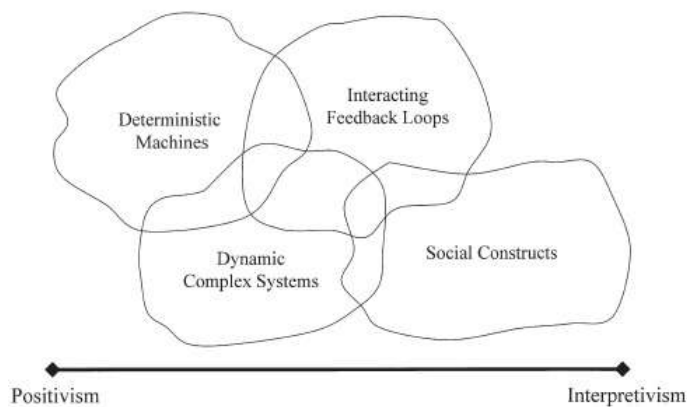 Deterministic
Machines
Interacting
Feedback Loops
Dynamic
Complex Systems
Social Constructs
Positivism
Interpretivism